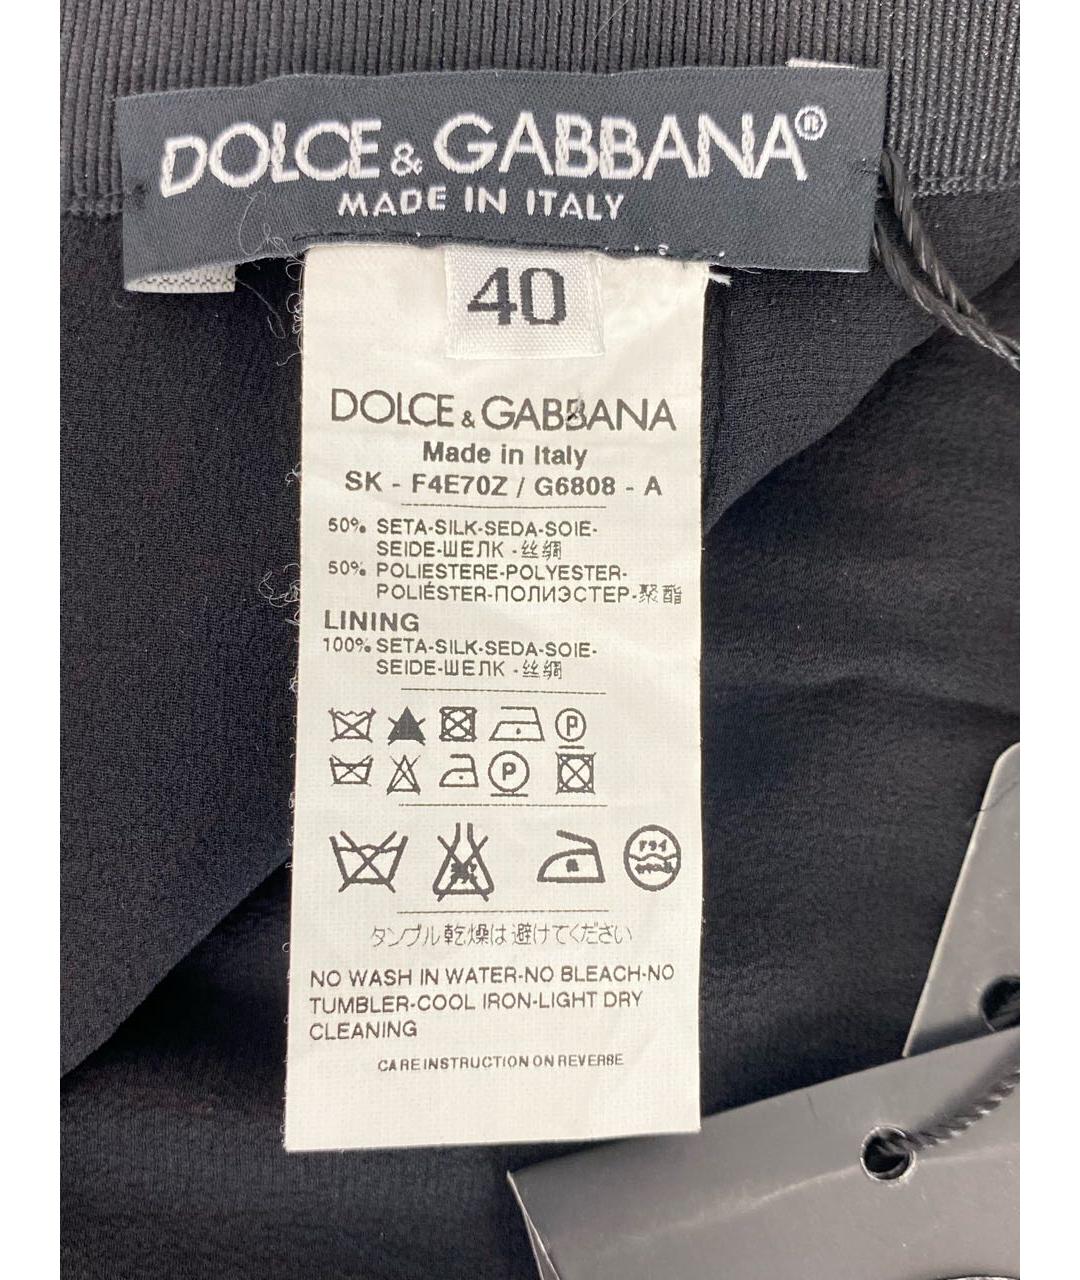 DOLCE & GABBANA®
MADE IN ITALY
40
DOLCE & GABBANA
Made in Italy
SK - F4E70Z / G6808 - A
50% SETA-SILK-SEDA-SOIE-
SEIDE-ШЕЛК -丝绸
50% POLIESTERE-POLYESTER-
POLIÉSTER-ПОЛИЭСТЕР-聚酯
LINING
100% SETA-SILK-SEDA-SOIE-
SEIDE-ШЕЛК -丝绸
P
P
ドライ
タンブル乾燥は避けてください
NO WASH IN WATER-NO BLEACH-NO
TUMBLER-COOL IRON-LIGHT DRY
CLEANING
CARE INSTRUCTION ON REVERSE